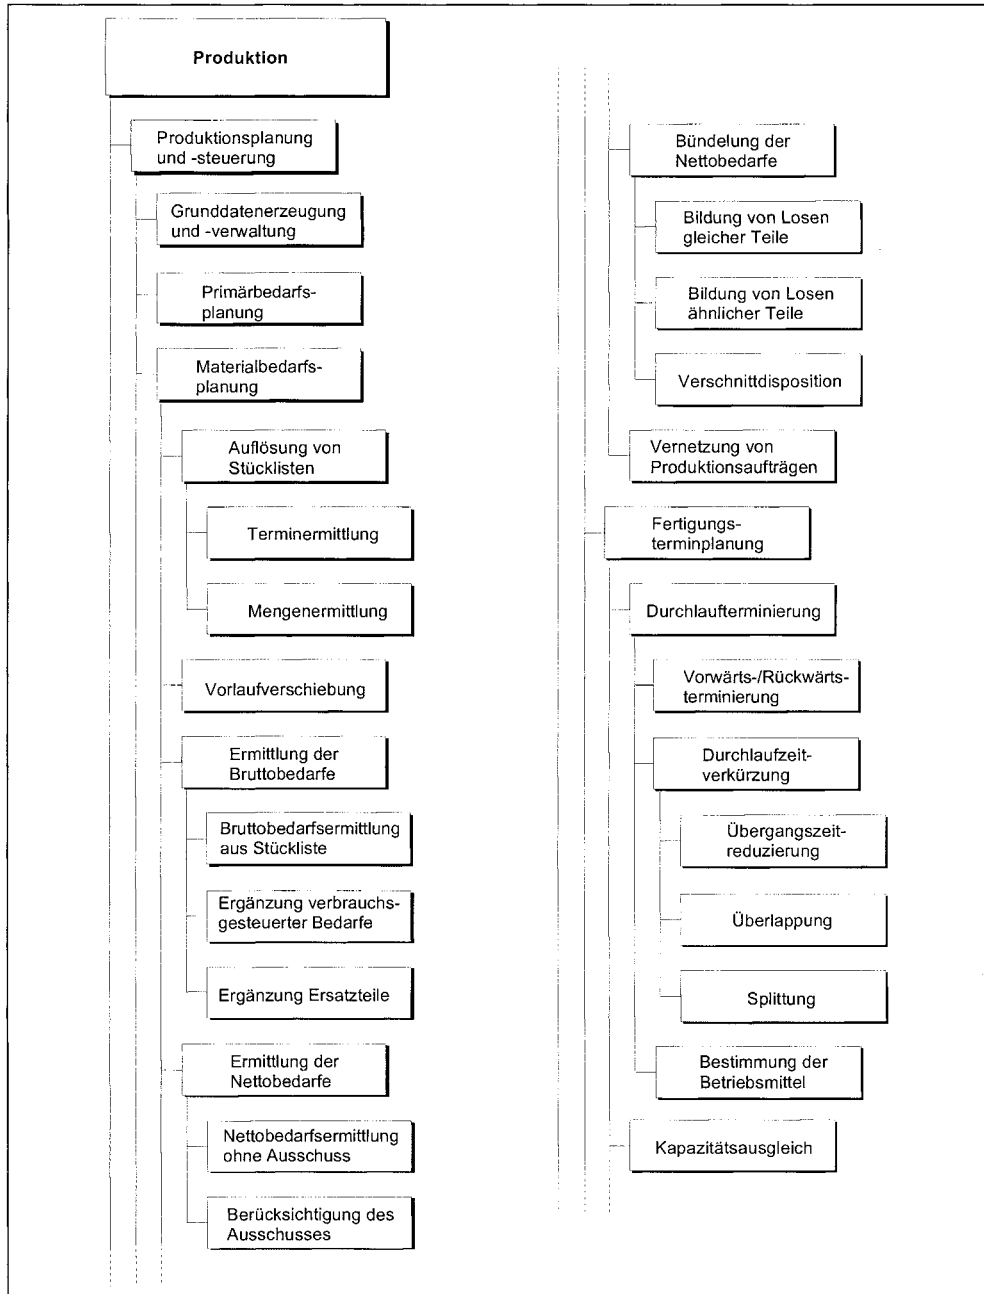 Produktion
Produktionsplanung
und -steuerung
Grunddatenerzeugung
und -verwaltung
Primärbedarfs-
planung
Materialbedarfs-
planung
Auflösung von
Stücklisten
Terminermittlung
Mengenermittlung
Vorlaufverschiebung
Ermittlung der
Bruttobedarfe
Bruttobedarfsermittlung
aus Stückliste
Ergänzung verbrauchs-
gesteuerter Bedarfe
Ergänzung Ersatzteile
Ermittlung der
Nettobedarfe
Nettobedarfsermittlung
ohne Ausschuss
Berücksichtigung des
Ausschusses
Bündelung der
Nettobedarfe
Bildung von Losen
gleicher Teile
Bildung von Losen
ähnlicher Teile
Verschnittdisposition
Vernetzung von
Produktionsaufträgen
Fertigungs-
terminplanung
Durchlaufterminierung
Vorwärts-/Rückwärts-
terminierung
Durchlaufzeit-
verkürzung
Übergangszeit-
reduzierung
Überlappung
Splittung
Bestimmung der
Betriebsmittel
Kapazitätsausgleich